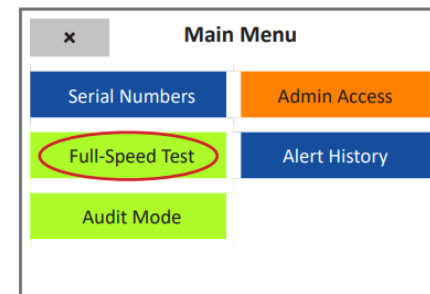 × Main Menu
Serial Numbers Admin Access
Full-Speed Test Alert History
Audit Mode